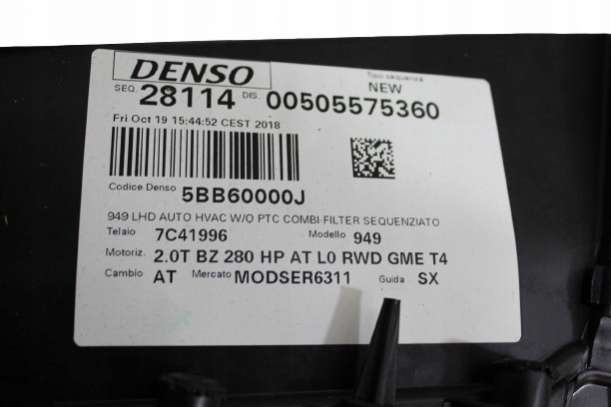 DENSO
Tipo sequenza
NEW
SEQ. 28114 DIS. 00505575360
Fri Oct 19 15:44:52 CEST 2018
Codice Denso 5BB60000J
949 LHD AUTO HVAC W/O PTC COMBI-FILTER SEQUENZIATO
Telaio 7C41996 Modello 949
Motoriz. 2.0T BZ 280 HP AT L0 RWD GME T4
Cambio AT Mercato MODSER6311 Guida SX